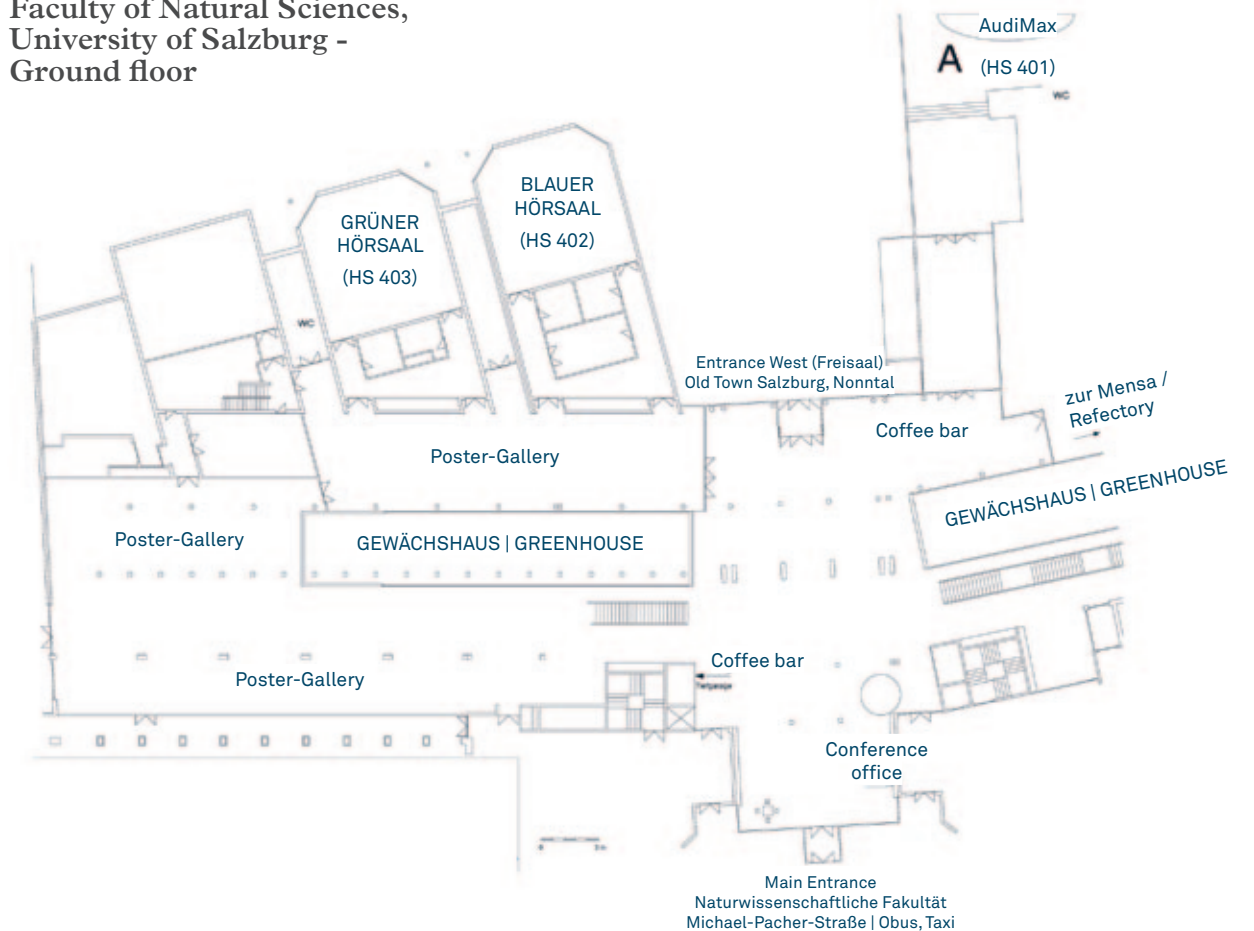 Faculty of Natural Sciences,
University of Salzburg -
Ground floor
AudiMax
A
(HS 401)
WC
BLAUER
HÖRSAAL
(HS 402)
GRÜNER
HÖRSAAL
(HS 403)
WC
Entrance West (Freisaal)
Old Town Salzburg, Nonntal
zur Mensa /
Refectory
Coffee bar
Poster-Gallery
GEWÄCHSHAUS | GREENHOUSE
Poster-Gallery
GEWÄCHSHAUS | GREENHOUSE
Coffee bar
Tiefgarage
Poster-Gallery
Conference
office
Main Entrance
Naturwissenschaftliche Fakultät
Michael-Pacher-Straße | Obus, Taxi